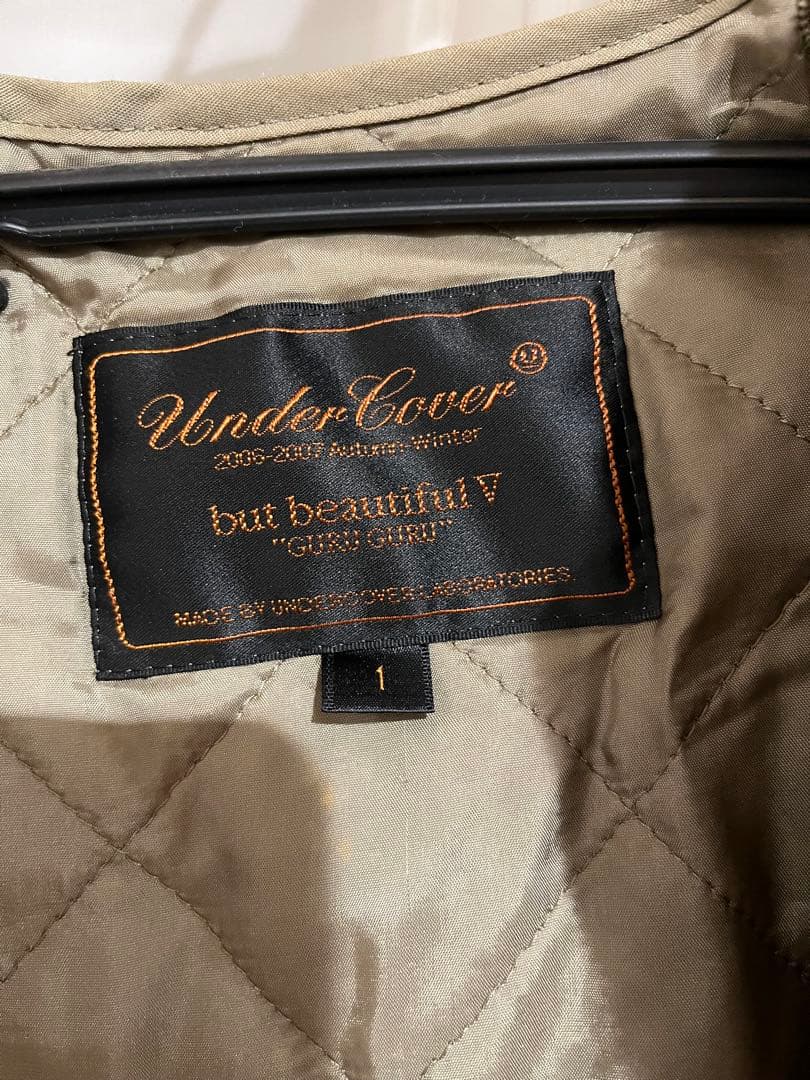 UnderCover
2006-2007 Autumn-Winter
but beautiful V
"GURU GURU"
MADE BY UNDERCOVER LABORATORIES.
1